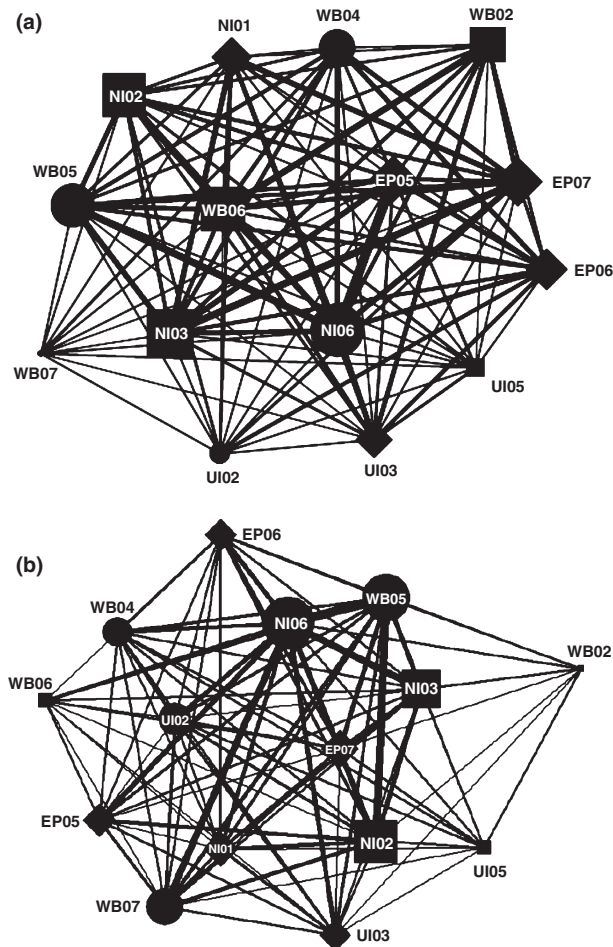 (a)
NI01
WB04
WB02
NI02
WB05
EP05
EP07
WB06
EP06
NI03
NI06
WB07
UI05
UI02
UI03
(b)
EP06
WB04
NI06
WB05
WB02
WB06
NI03
UI02
EP07
EP05
NI01
NI02
UI05
WB07
UI03